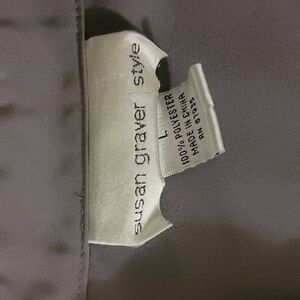 susan graver style
L
100% POLYESTER
MADE IN CHINA